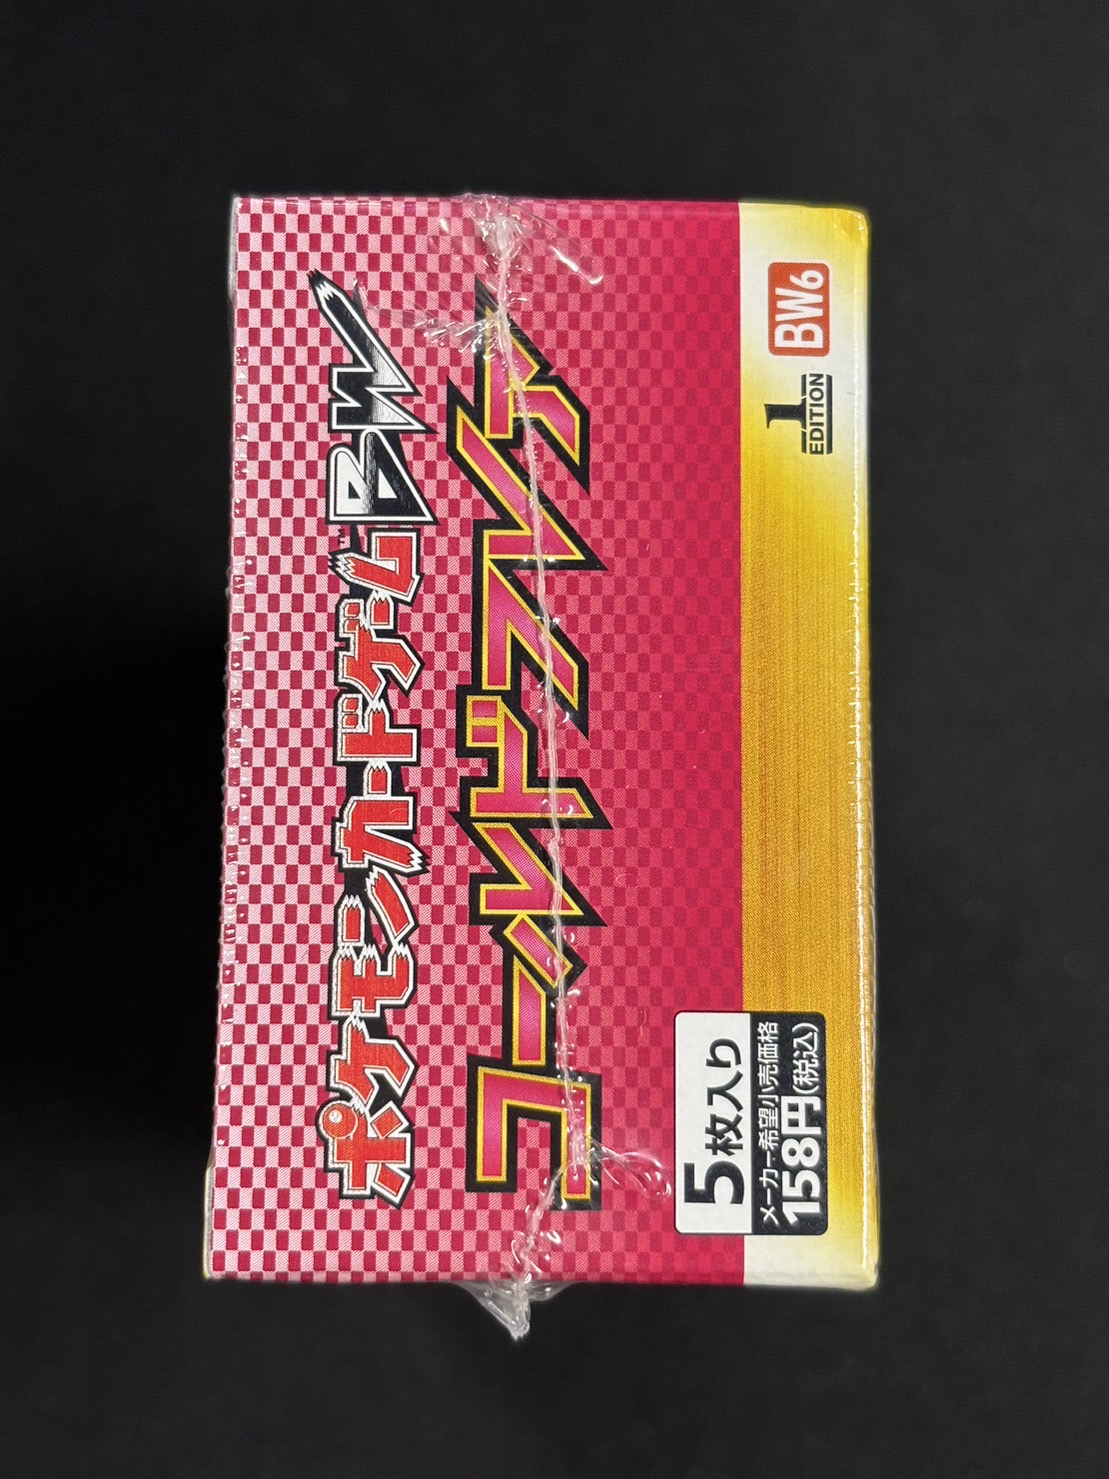 ポケモンカードゲームBW™
コールドフレア
5枚入り
メーカー希望小売価格
158円(税込)
1
EDITION
BW6